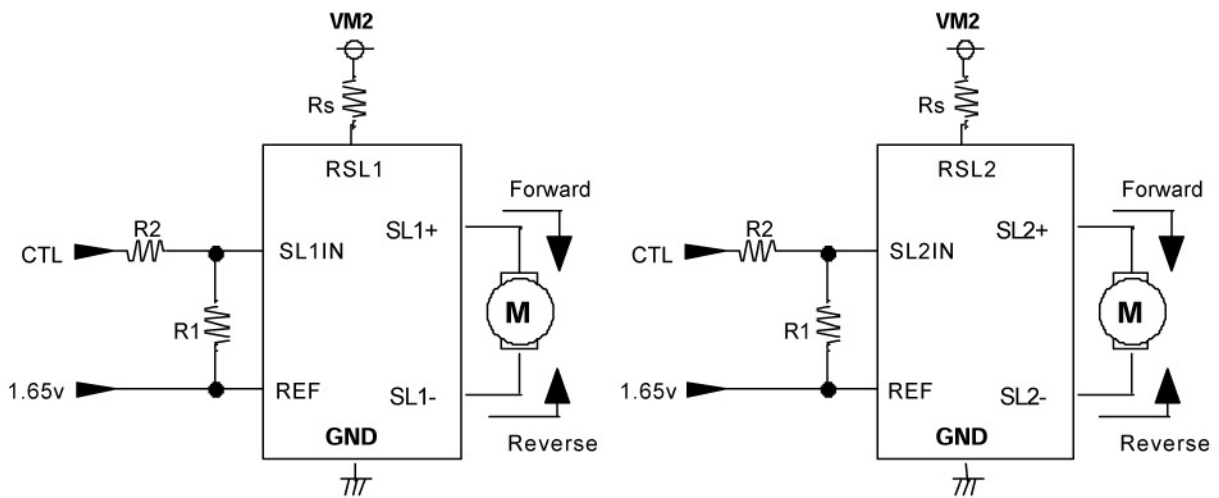 VM2
Rs
RSL1
Forward
R2
SL1+
CTL
SL1IN
M
R1
1.65v
REF
SL1-
GND
Reverse
VM2
Rs
RSL2
Forward
R2
SL2+
CTL
SL2IN
M
R1
1.65v
REF
SL2-
GND
Reverse